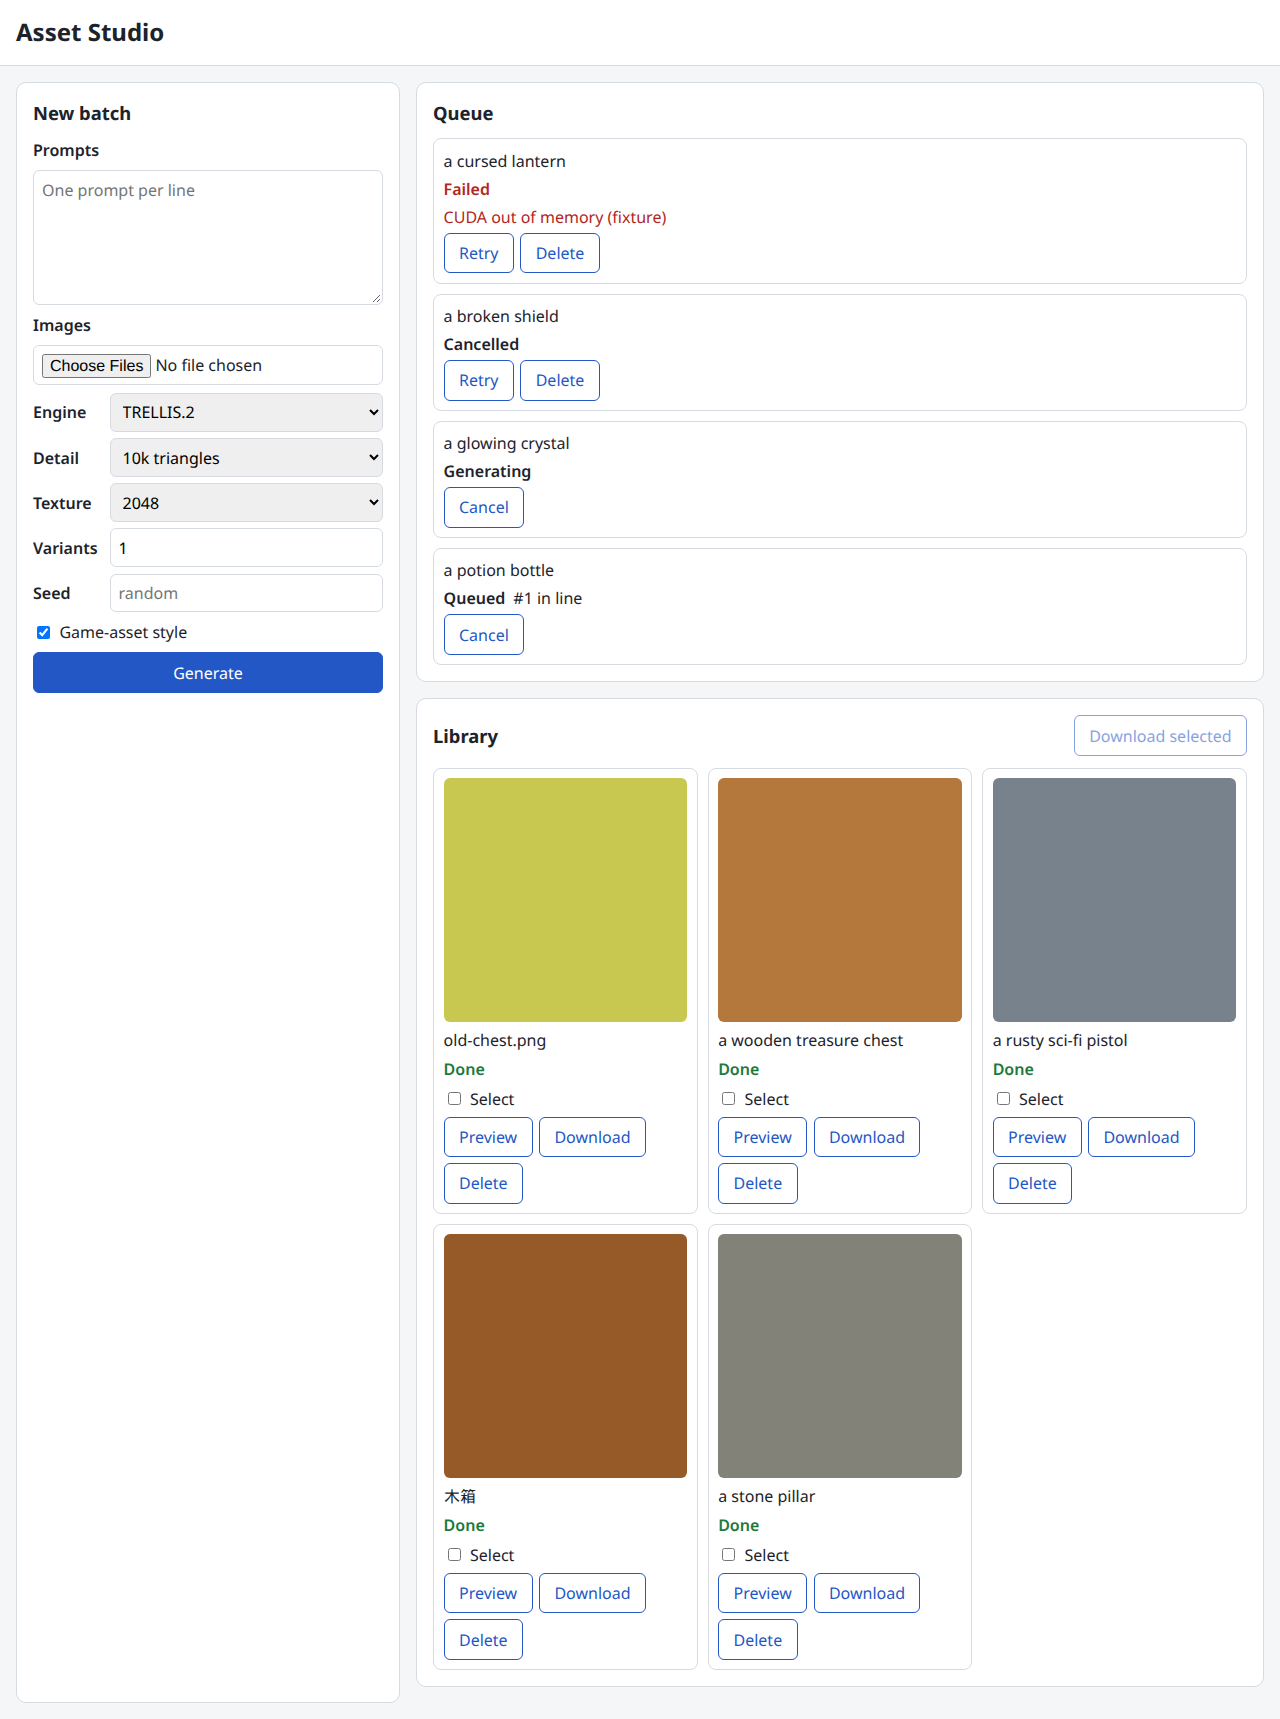 Asset Studio
New batch
Prompts
One prompt per line
Images
Choose Files No file chosen
Engine TRELLIS.2
Detail 10k triangles
Texture 2048
Variants 1
Seed random
Game-asset style
Generate
Queue
a cursed lantern
Failed
CUDA out of memory (fixture)
Retry Delete
a broken shield
Cancelled
Retry Delete
a glowing crystal
Generating
Cancel
a potion bottle
Queued #1 in line
Cancel
Library Download selected
old-chest.png
Done
Select
Preview Download
Delete
a wooden treasure chest
Done
Select
Preview Download
Delete
a rusty sci-fi pistol
Done
Select
Preview Download
Delete
木箱
Done
Select
Preview Download
Delete
a stone pillar
Done
Select
Preview Download
Delete